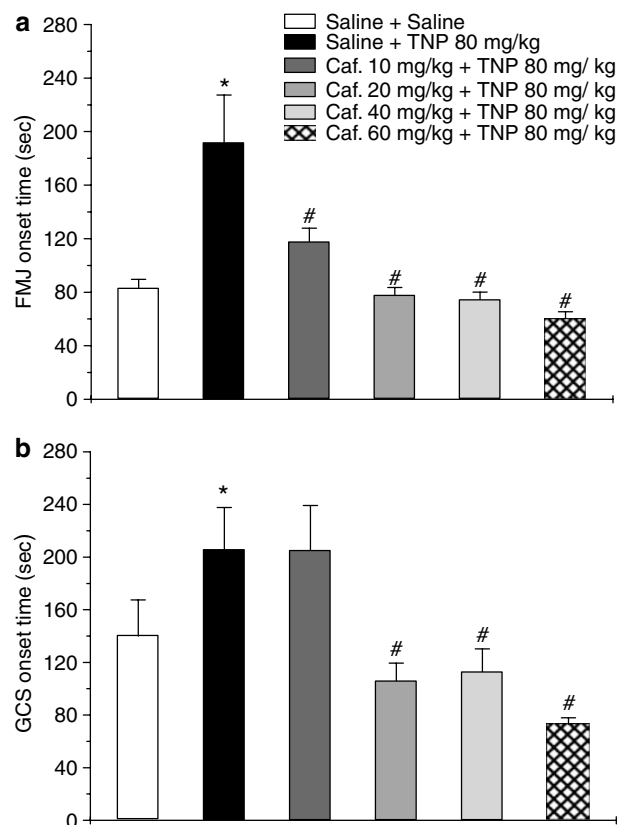 a
280
240
200
160
120
80
40
0
FMJ onset time (sec)
Saline + Saline
Saline + TNP 80 mg/kg
Caf. 10 mg/kg + TNP 80 mg/ kg
Caf. 20 mg/kg + TNP 80 mg/ kg
Caf. 40 mg/kg + TNP 80 mg/ kg
Caf. 60 mg/kg + TNP 80 mg/ kg
*
#
#
#
#
b
280
240
200
160
120
80
40
0
GCS onset time (sec)
*
#
#
#